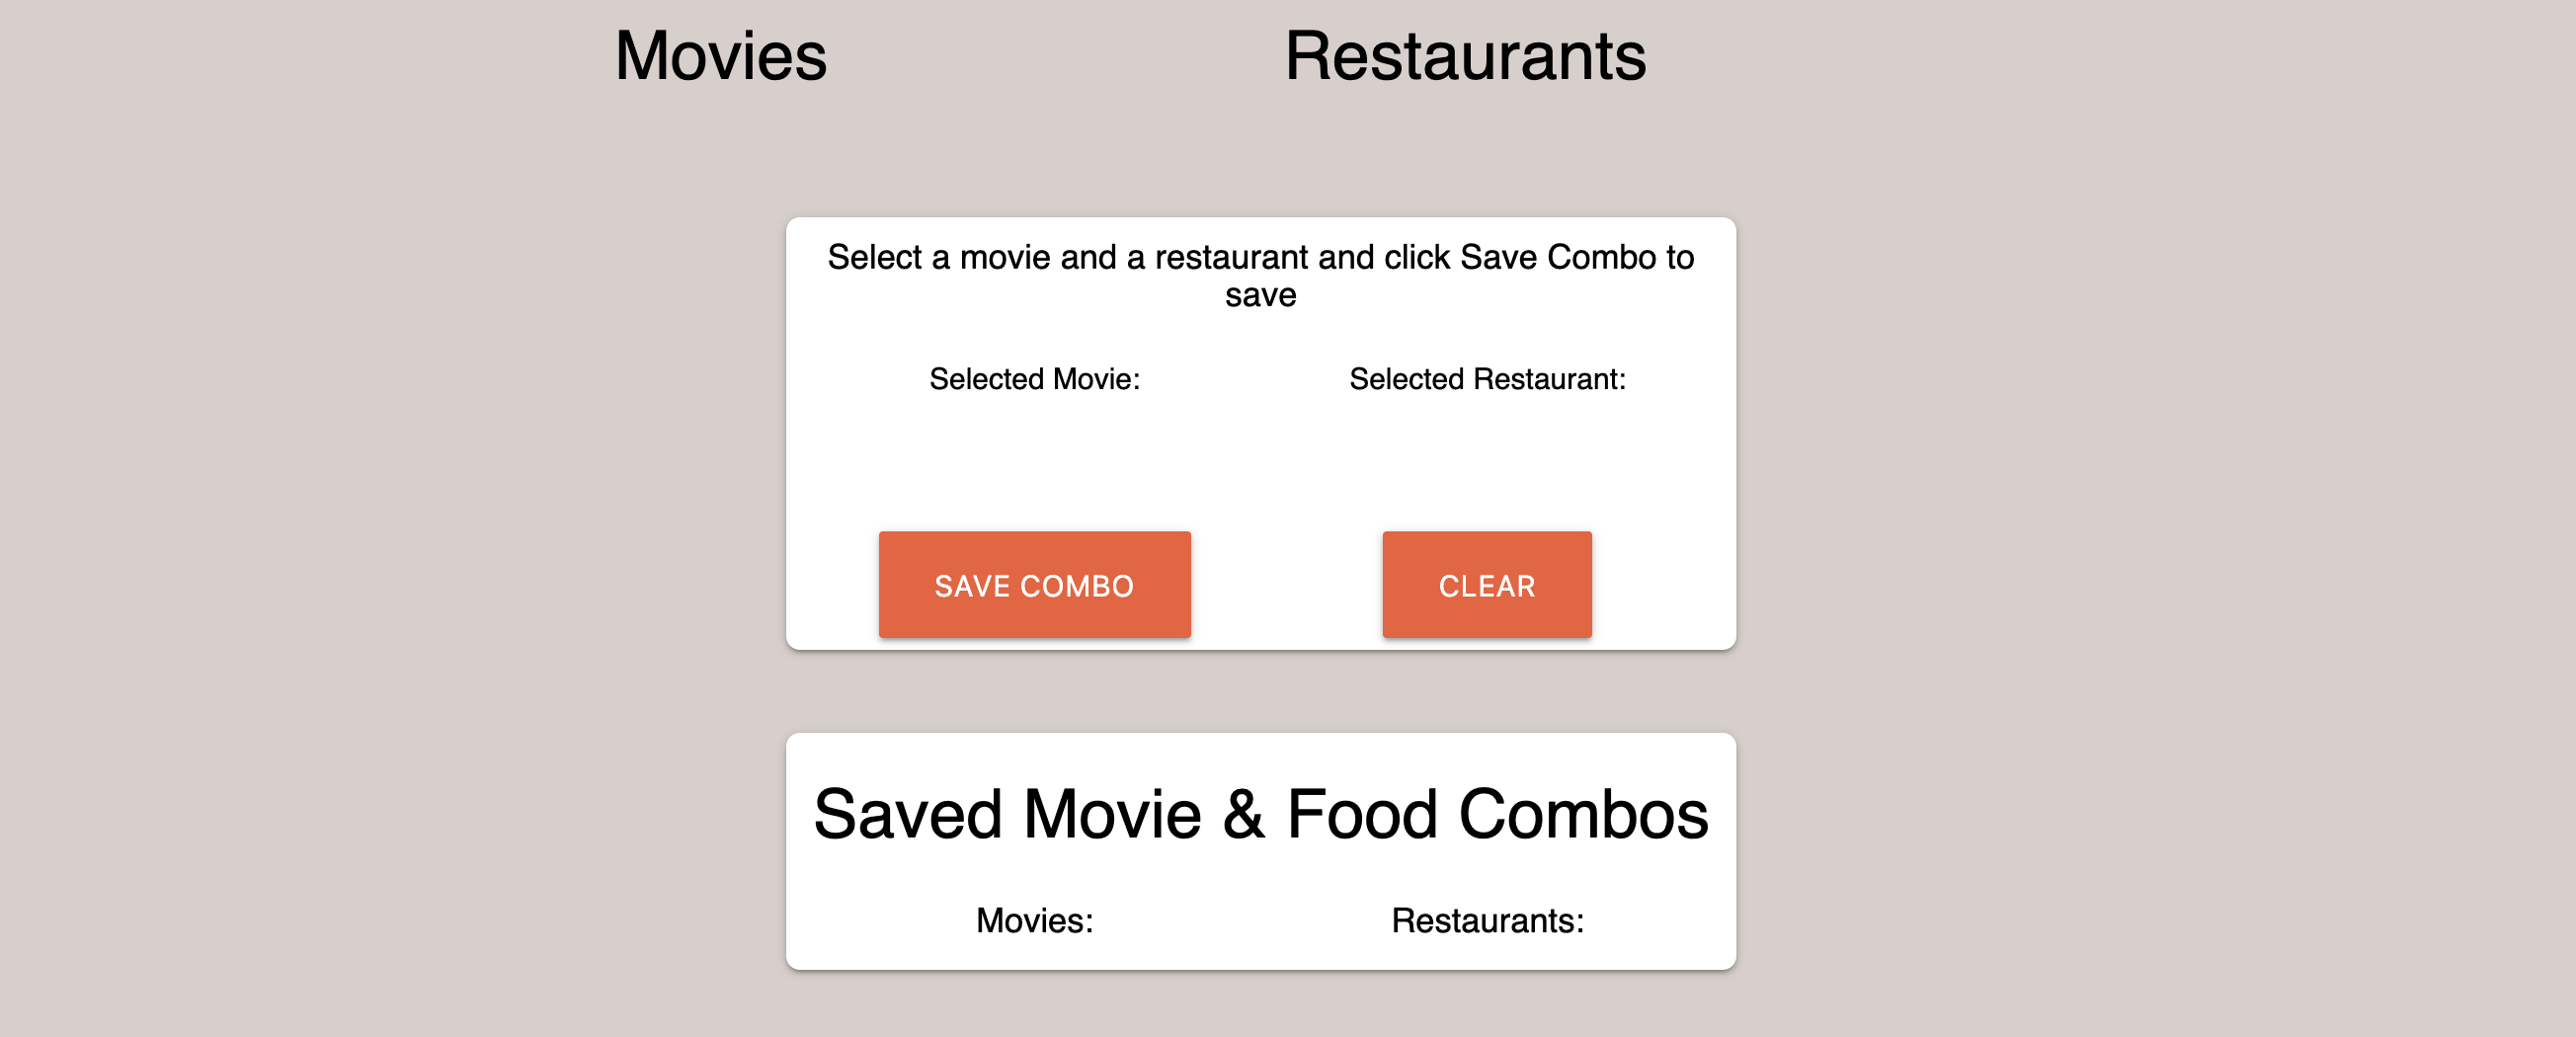 Movies
Restaurants
Select a movie and a restaurant and click Save Combo to
save
Selected Movie:
Selected Restaurant:
SAVE COMBO
CLEAR
Saved Movie & Food Combos
Movies:
Restaurants: